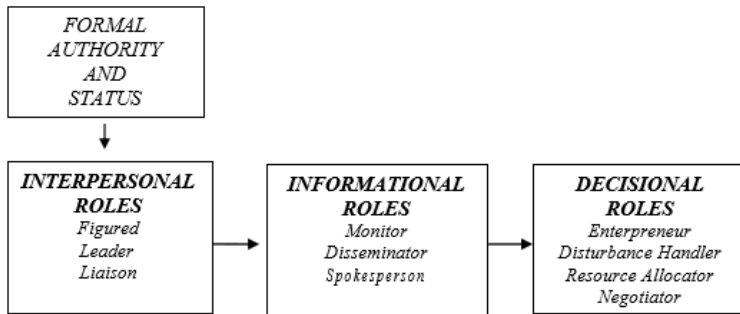 FORMAL
AUTHORITY
AND
STATUS
INTERPERSONAL
ROLES
Figured
Leader
Liaison
INFORMATIONAL
ROLES
Monitor
Disseminator
Spokesperson
DECISIONAL
ROLES
Enterpreneur
Disturbance Handler
Resource Allocator
Negotiator